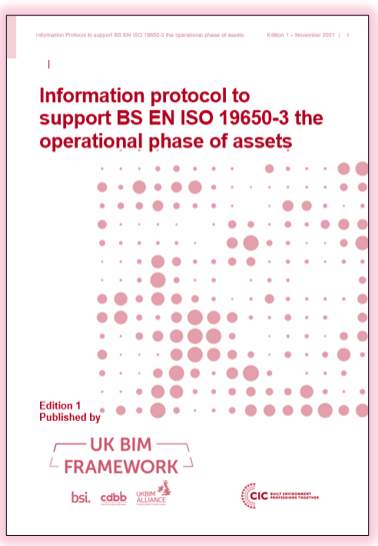 Information Protocol to support BS EN ISO 19650-3 the operational phase of assets Edition 1 – November 2021 | 1
Information protocol to
support BS EN ISO 19650-3 the
operational phase of assets
Edition 1
Published by
UK BIM
FRAMEWORK
bsi. cdbb UKBIM
ALLIANCE
CIC BUILT ENVIRONMENT
PROFESSIONS TOGETHER